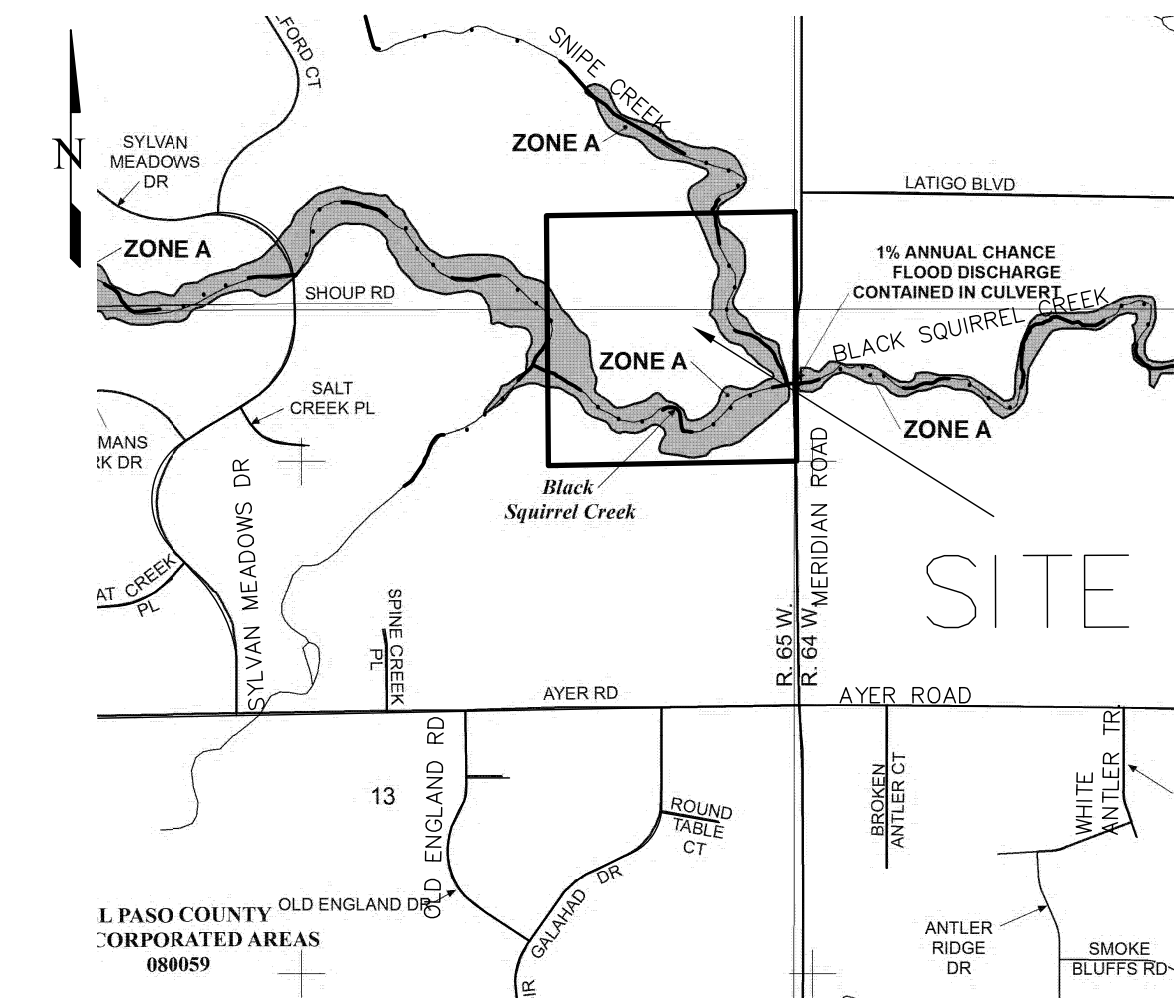 FORD CT
SNIPE CREEK
N
SYLVAN
MEADOWS
DR
ZONE A
ZONE A
LATIGO BLVD
1% ANNUAL CHANCE
FLOOD DISCHARGE
CONTAINED IN CULVERT
SHOUP RD
BLACK SQUIRREL CREEK
ZONE A
SALT
CREEK PL
ZONE A
MANS
RK DR
Black
Squirrel Creek
SYLVAN MEADOWS DR
MERIDIAN ROAD
SITE
AT CREEK
PL
SPINE CREEK
PL
R. 65 W.
R. 64 W.
AYER RD
AYER ROAD
OLD ENGLAND RD
WHITE
ANTLER TR.
BROKEN
ANTLER CT
13
ROUND
TABLE
CT
GALAHAD DR
OLD ENGLAND DR
L PASO COUNTY
CORPORATED AREAS
080059
ANTLER
RIDGE
DR
SMOKE
BLUFFS RD
IR